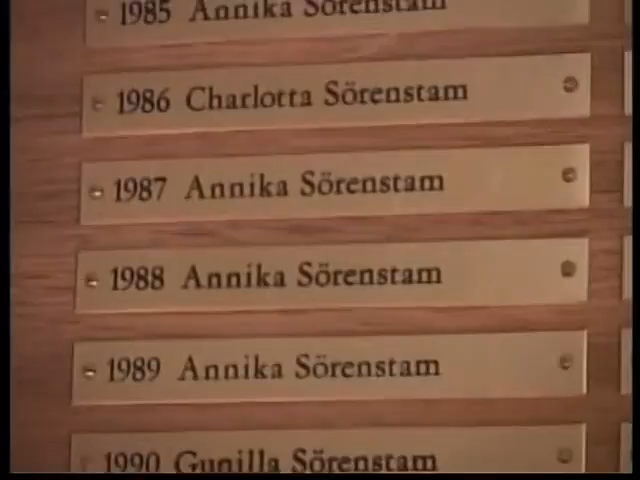 1985 Annika Sörenstam
1986 Charlotta Sörenstam
1987 Annika Sörenstam
1988 Annika Sörenstam
1989 Annika Sörenstam
1990 Gunilla Sörenstam